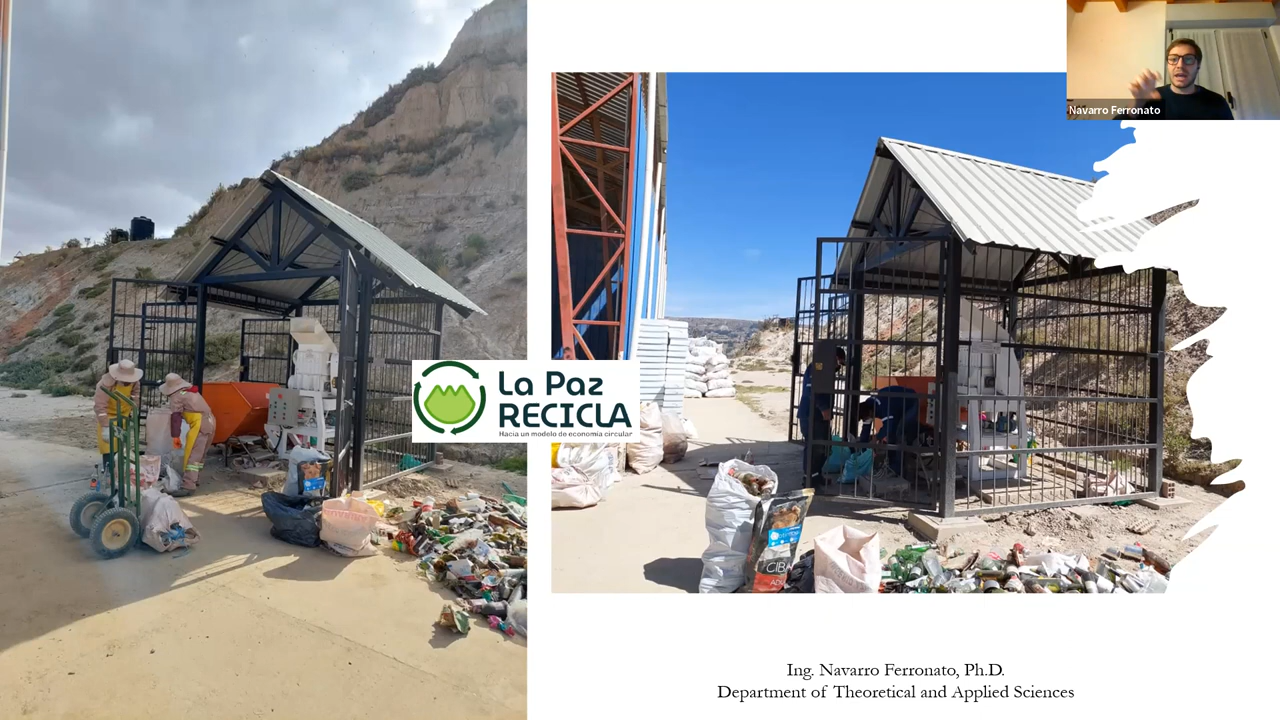 Navarro Ferronato
La Paz
RECICLA
Hacia un modelo de economía circular
CIBA
Ing. Navarro Ferronato, Ph.D.
Department of Theoretical and Applied Sciences